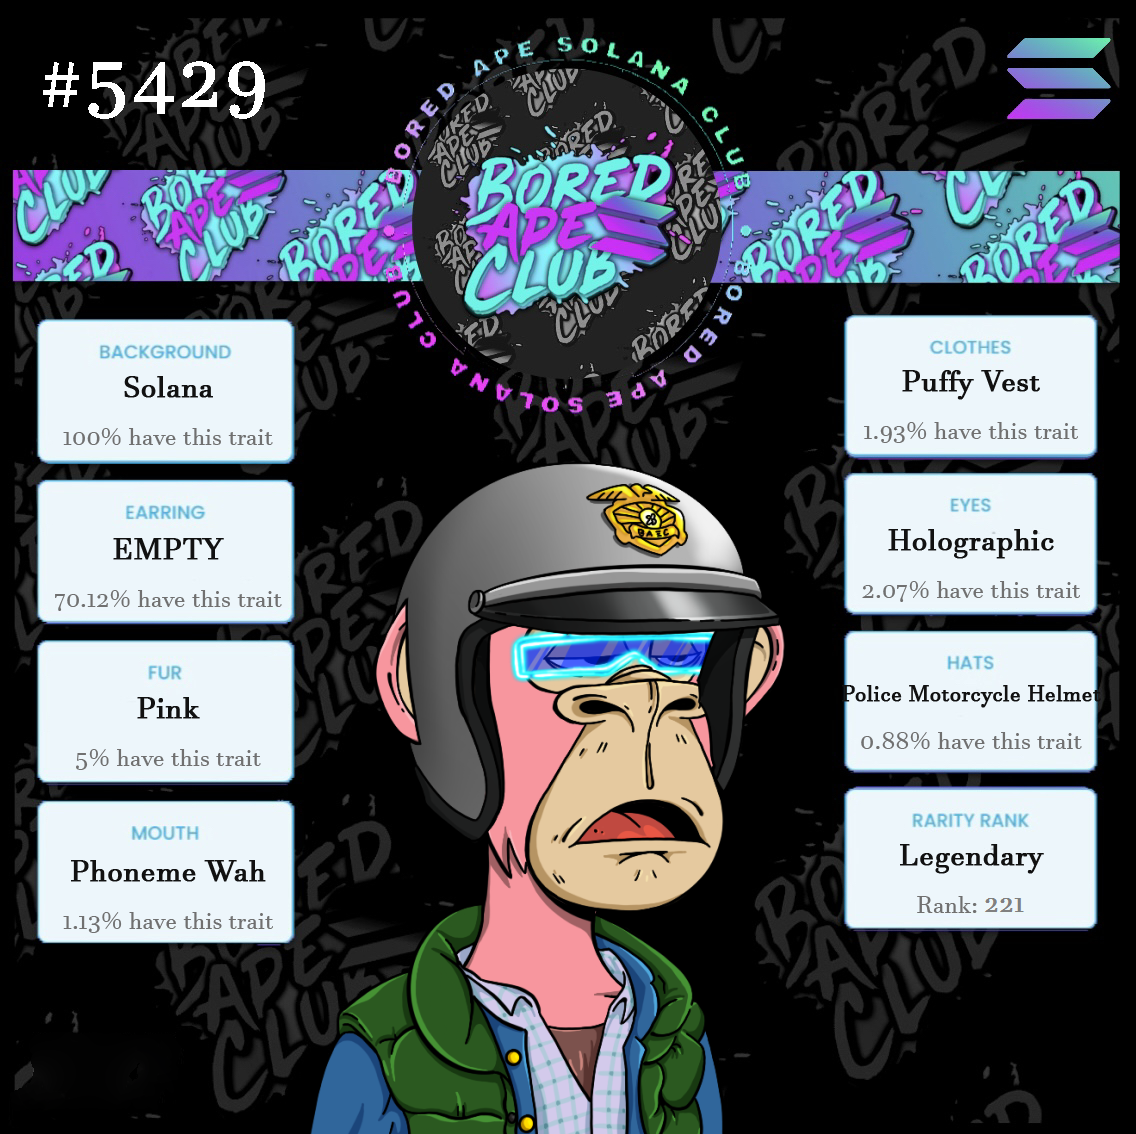 #5429
BORED APE SOLANA CLUB
BORED
APE
CLUB
BORED APE SOLANA CLUB
BACKGROUND
Solana
100% have this trait
EARRING
EMPTY
70.12% have this trait
FUR
Pink
5% have this trait
MOUTH
Phoneme Wah
1.13% have this trait
CLOTHES
Puffy Vest
1.93% have this trait
EYES
Holographic
2.07% have this trait
HATS
Police Motorcycle Helmet
0.88% have this trait
RARITY RANK
Legendary
Rank: 221